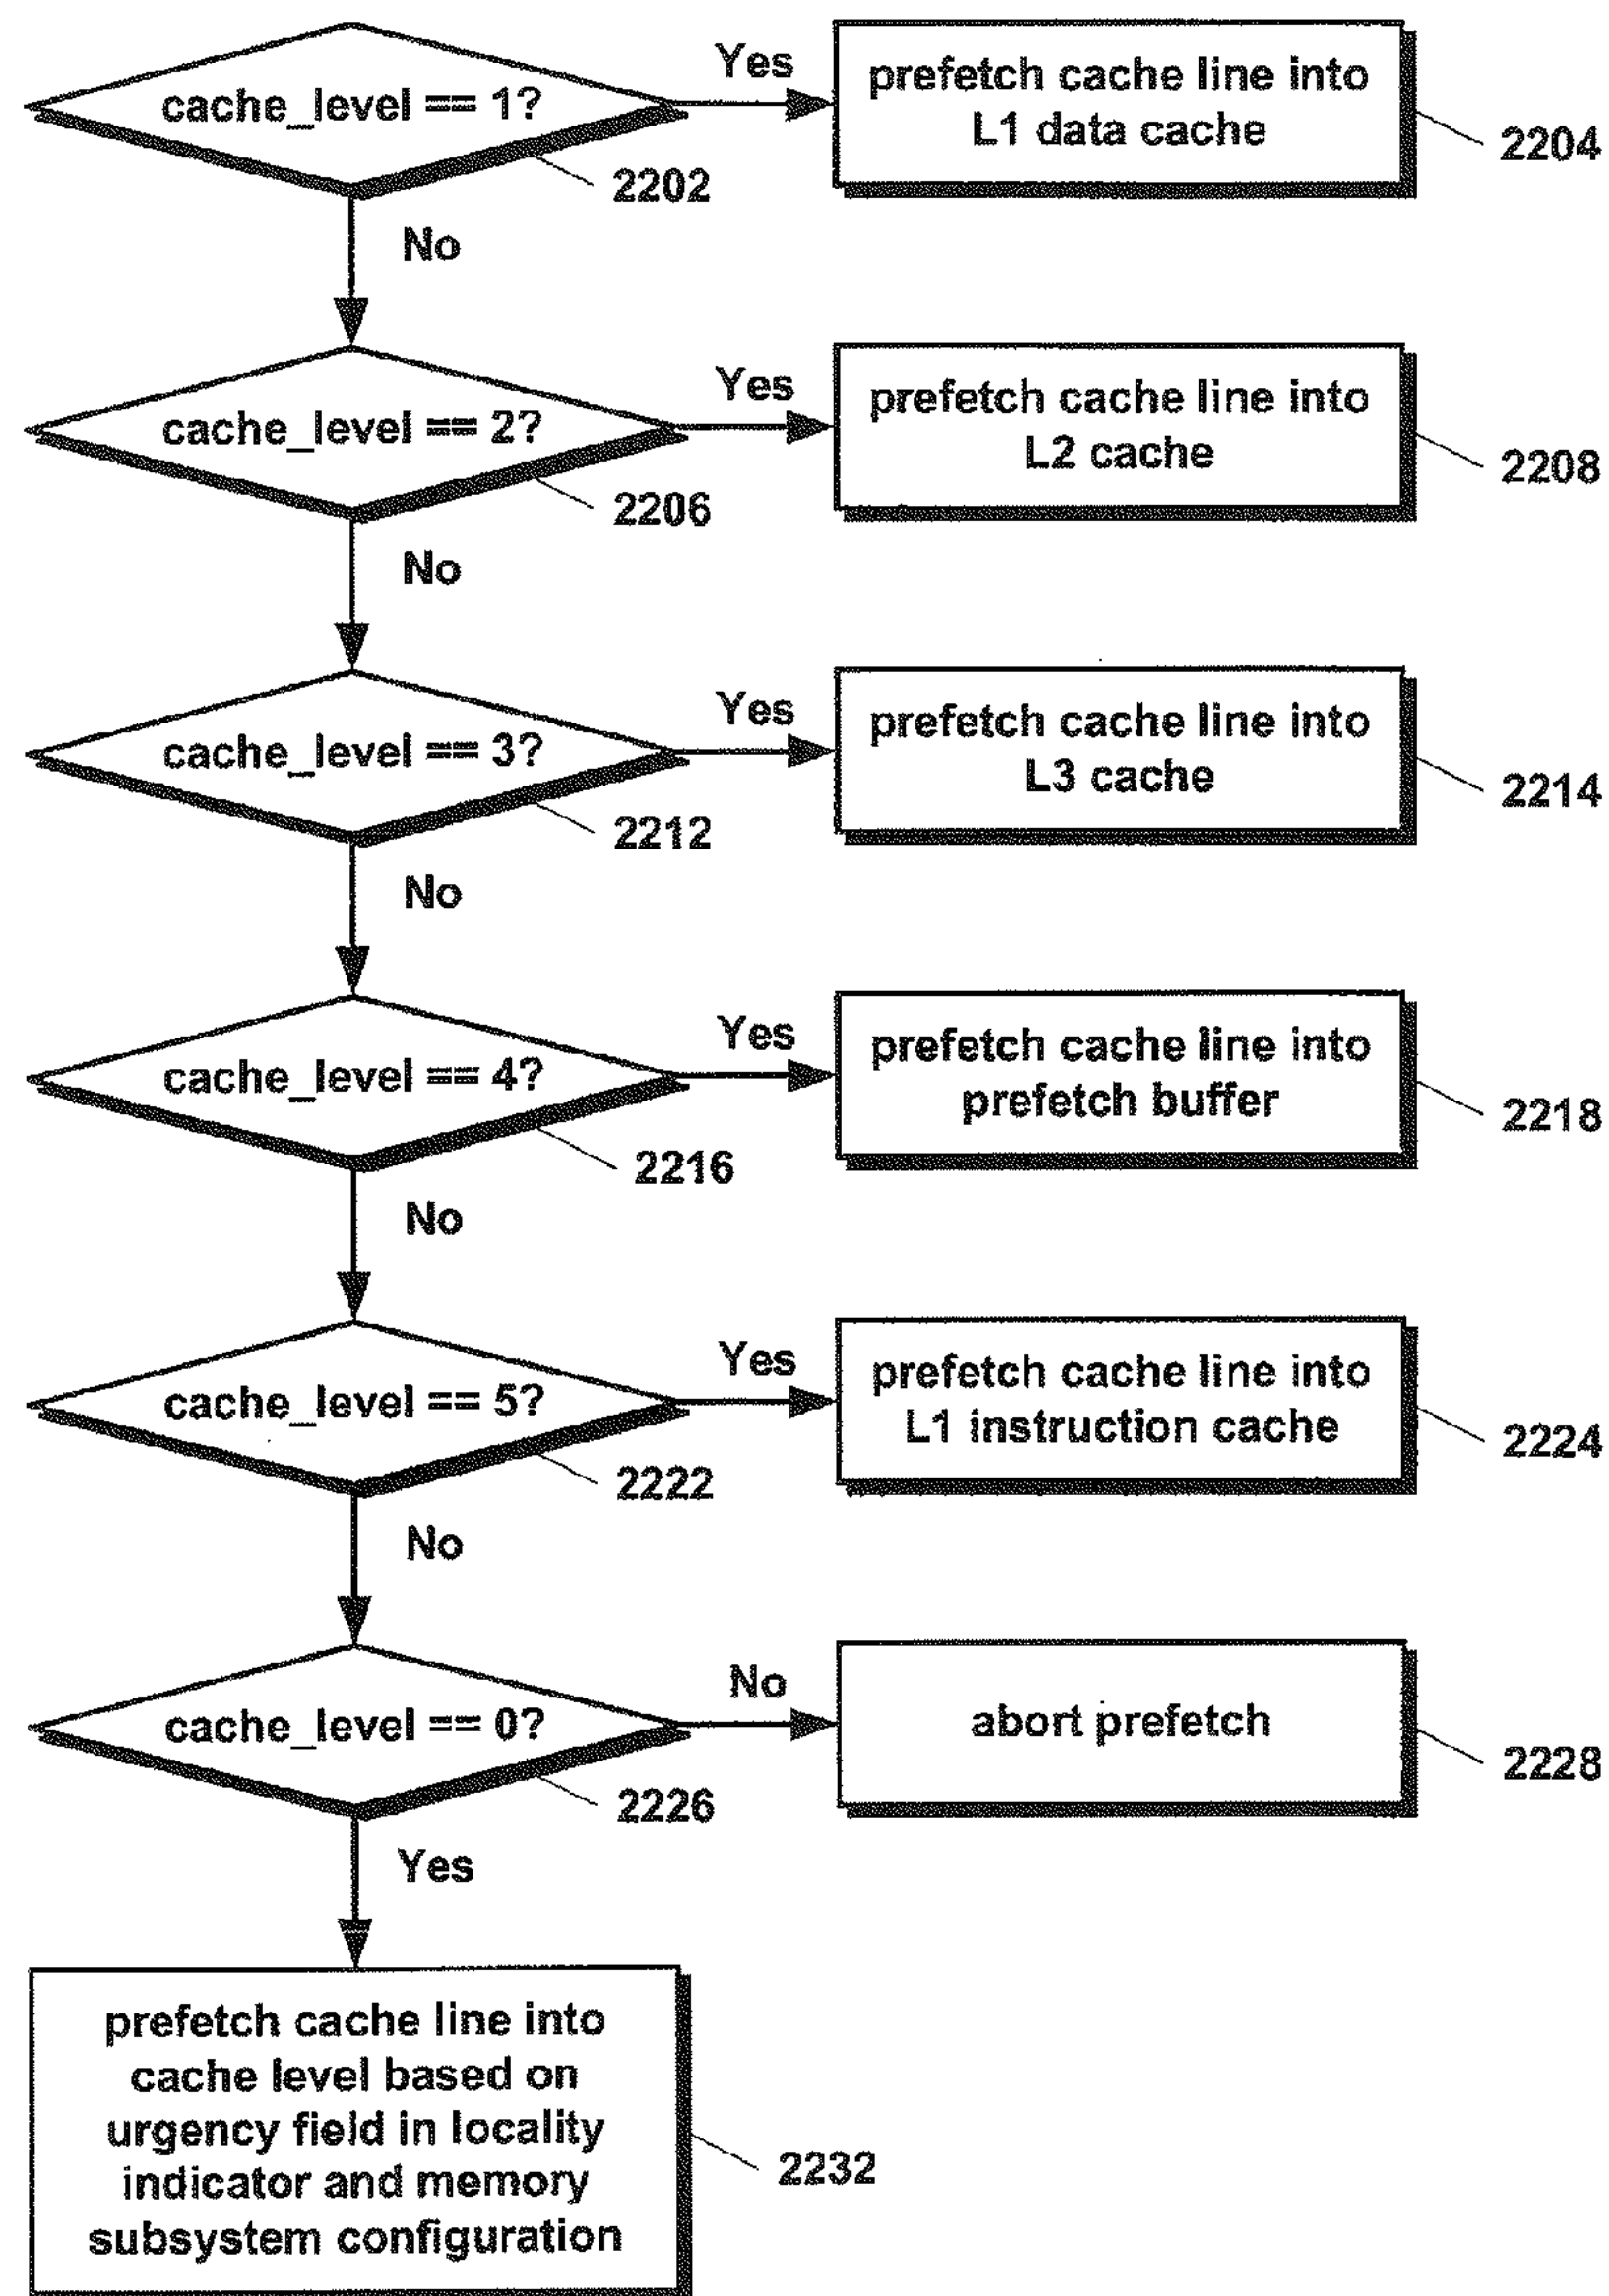 cache_level == 1?
Yes
prefetch cache line into
L1 data cache
2204
2202
No
cache_level == 2?
Yes
prefetch cache line into
L2 cache
2208
2206
No
cache_level == 3?
Yes
prefetch cache line into
L3 cache
2214
2212
No
cache_level == 4?
Yes
prefetch cache line into
prefetch buffer
2218
2216
No
cache_level == 5?
Yes
prefetch cache line into
L1 instruction cache
2224
2222
No
cache_level == 0?
No
abort prefetch
2228
2226
Yes
prefetch cache line into
cache level based on
urgency field in locality
indicator and memory
subsystem configuration
2232